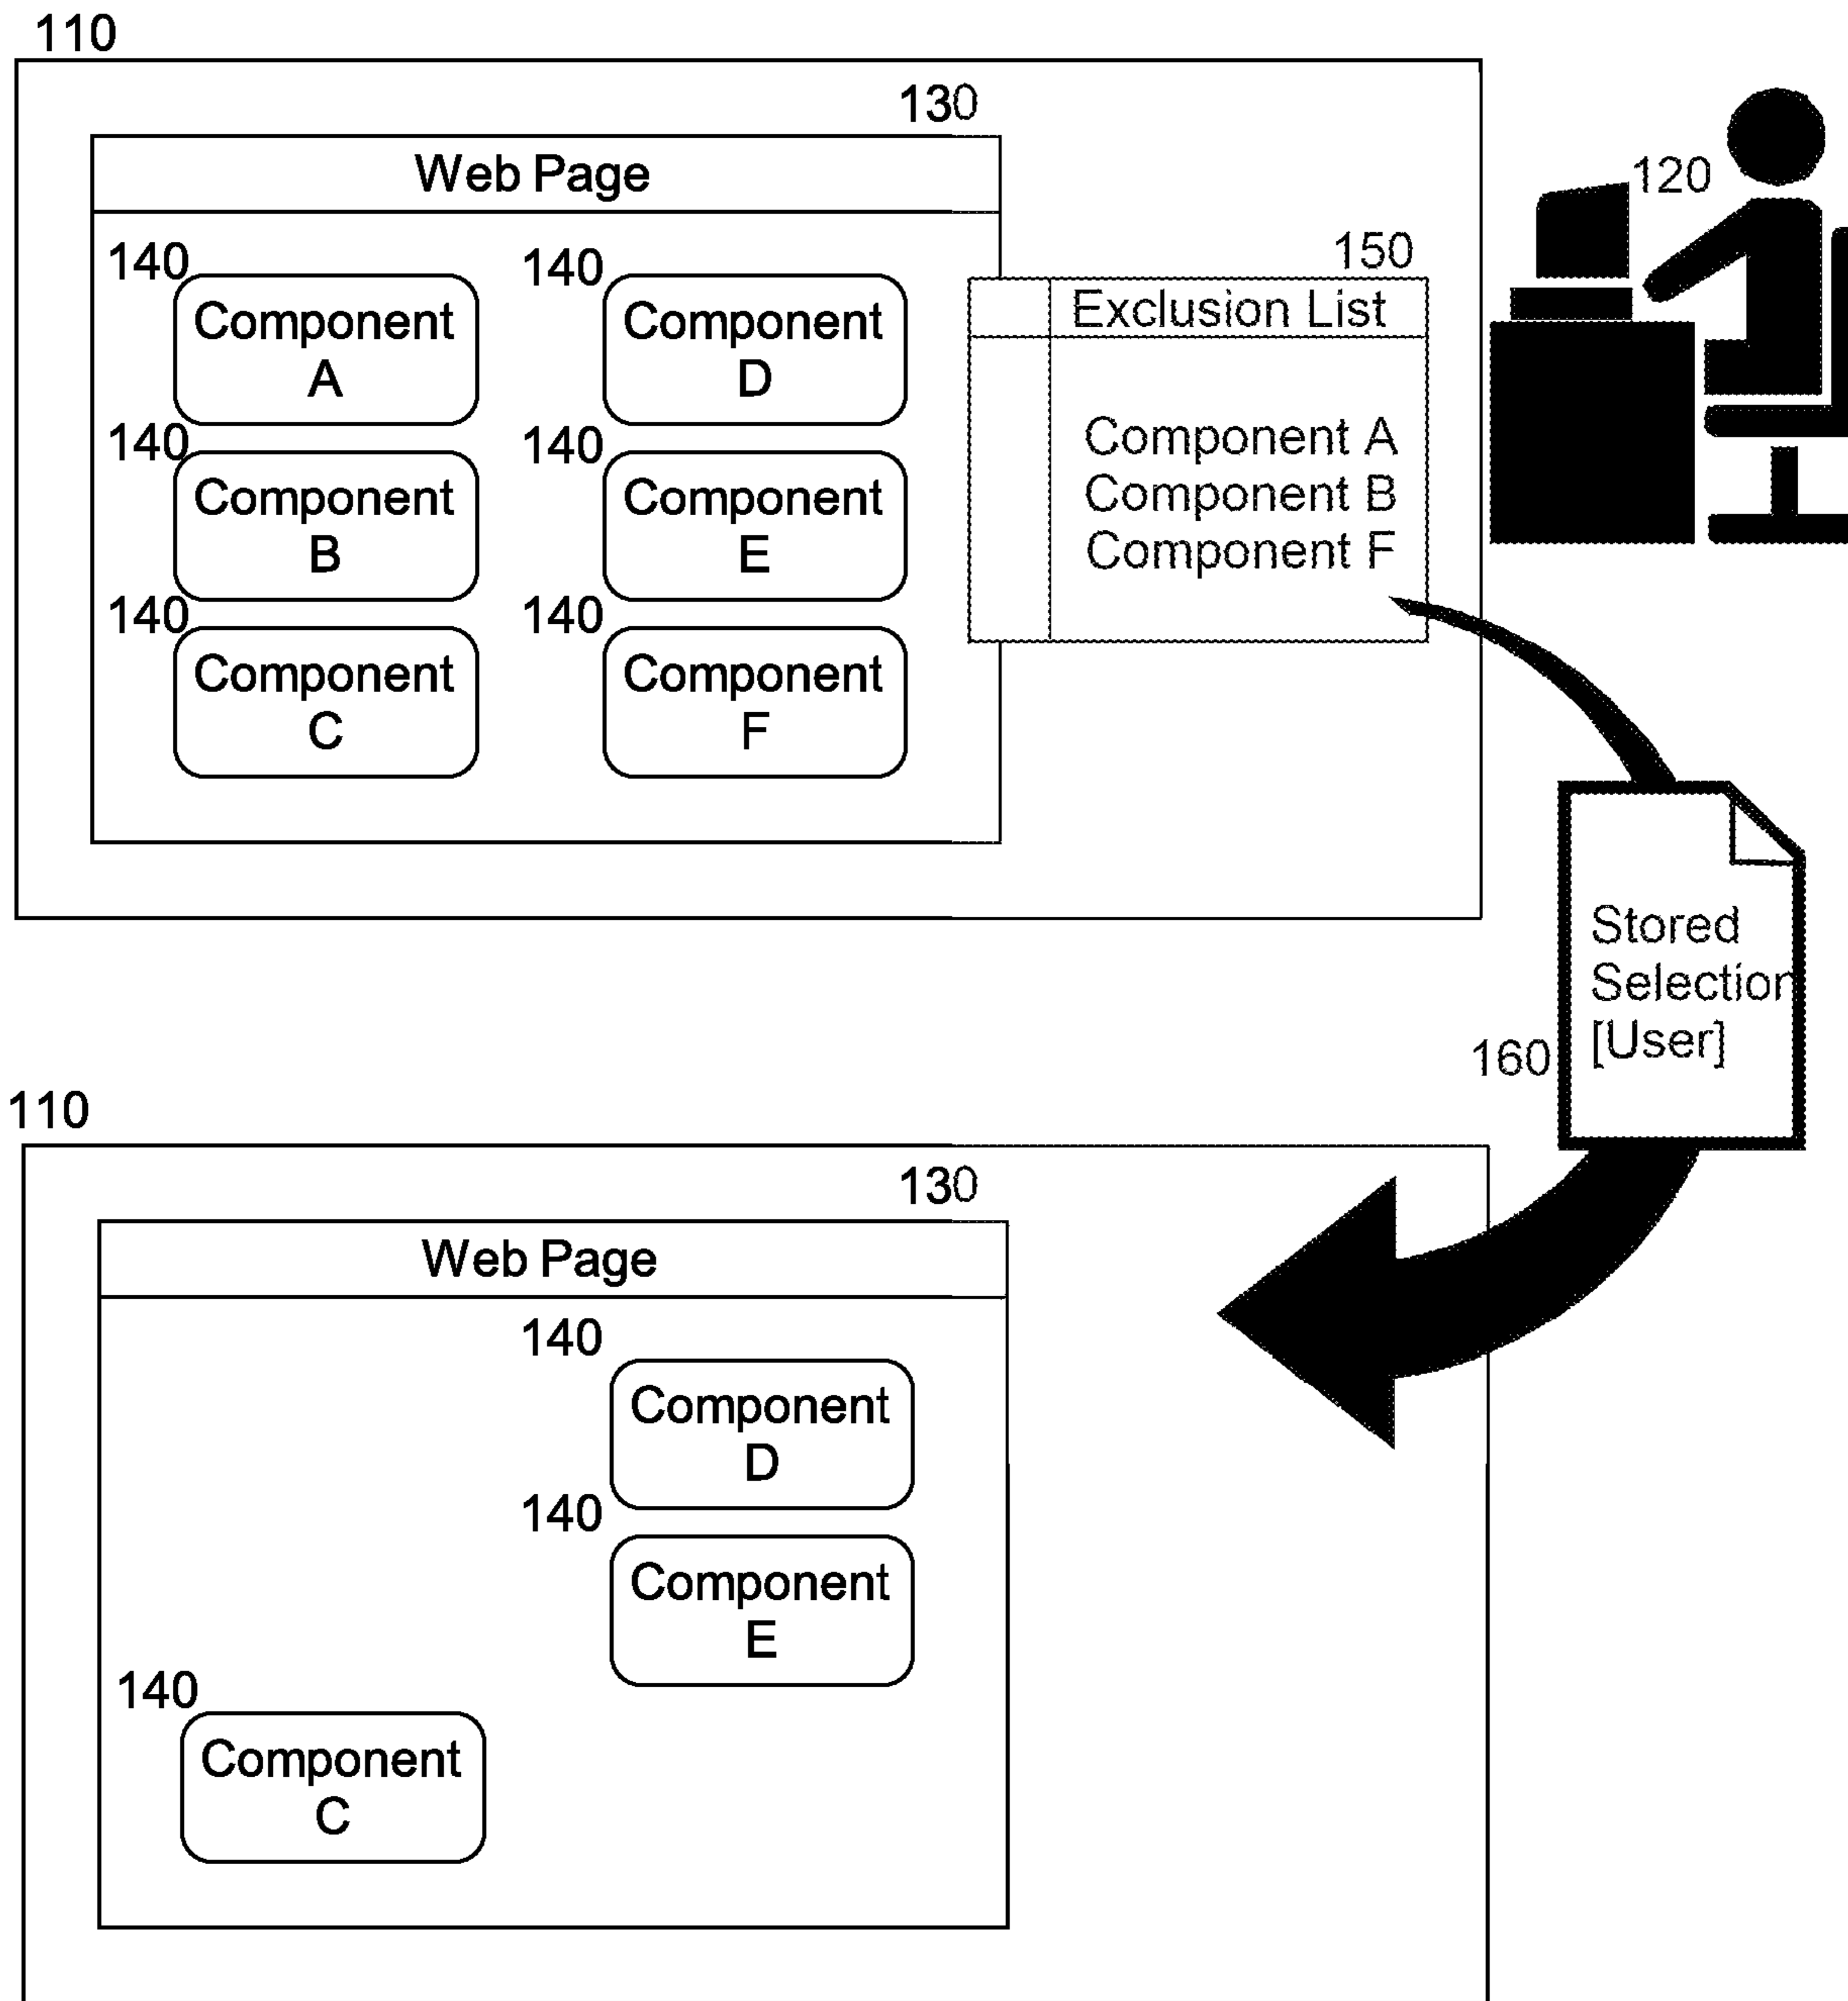 110
130
Web Page
120
140
140
150
Component
A
Component
D
Exclusion List
140
140
Component
B
Component
E
Component A
Component B
Component F
140
140
Component
C
Component
F
Stored
Selection
[User]
160
110
130
Web Page
140
Component
D
140
Component
E
140
Component
C